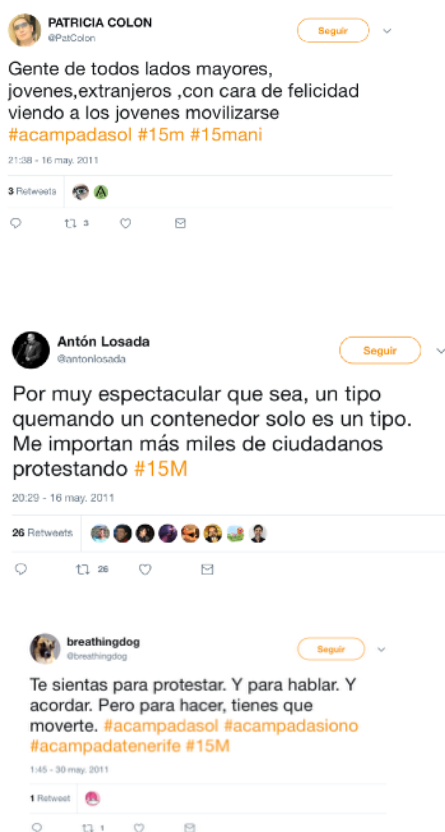 PATRICIA COLON
@PatColon
Seguir
Gente de todos lados mayores,
jovenes,extranjeros ,con cara de felicidad
viendo a los jovenes movilizarse
#acampadasol #15m #15mani
21:38 - 16 may. 2011
3 Retweets
3
Antón Losada
@antonlosada
Seguir
Por muy espectacular que sea, un tipo
quemando un contenedor solo es un tipo.
Me importan más miles de ciudadanos
protestando #15M
20:29 - 16 may. 2011
26 Retweets
26
breathingdog
@breathingdog
Seguir
Te sientas para protestar. Y para hablar. Y
acordar. Pero para hacer, tienes que
moverte. #acampadasol #acampadasiono
#acampadatenerife #15M
1:45 - 30 may. 2011
1 Retweet
1